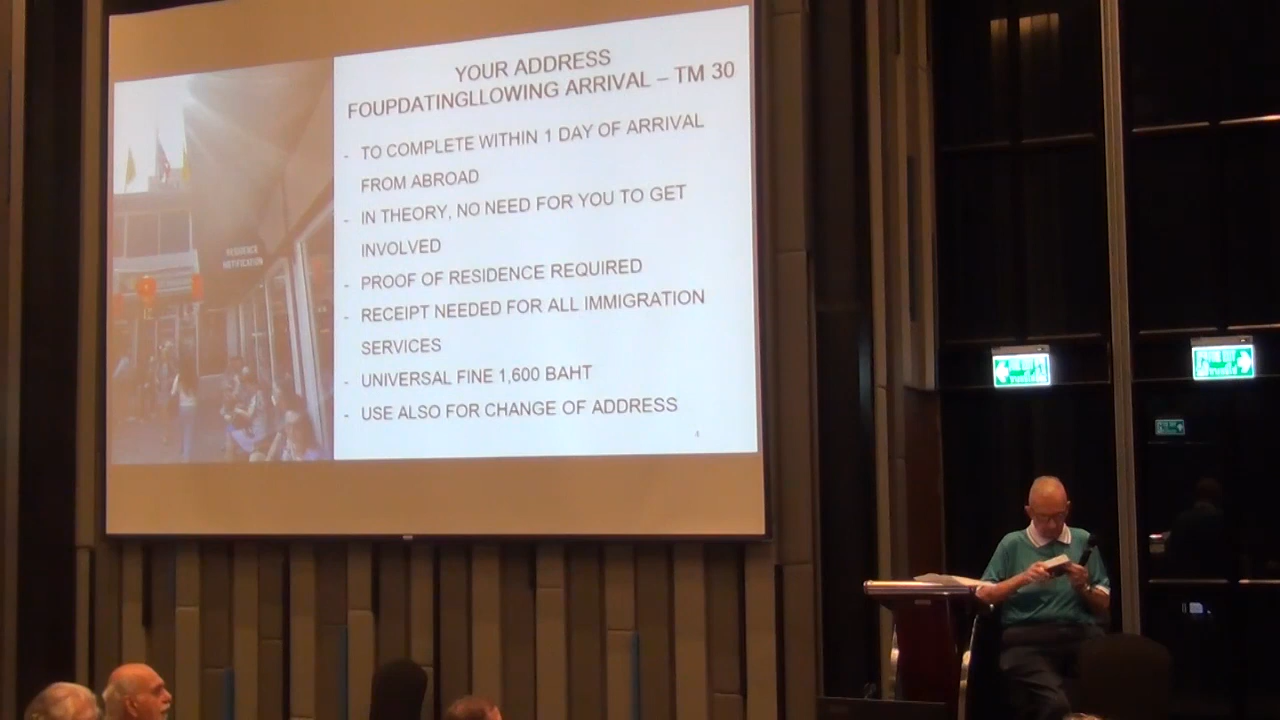 YOUR ADDRESS
FOUPDATINGLLOWING ARRIVAL – TM 30
- TO COMPLETE WITHIN 1 DAY OF ARRIVAL
FROM ABROAD
- IN THEORY, NO NEED FOR YOU TO GET
INVOLVED
- PROOF OF RESIDENCE REQUIRED
- RECEIPT NEEDED FOR ALL IMMIGRATION
SERVICES
- UNIVERSAL FINE 1,600 BAHT
- USE ALSO FOR CHANGE OF ADDRESS
4
RESIDENCE
NOTIFICATION